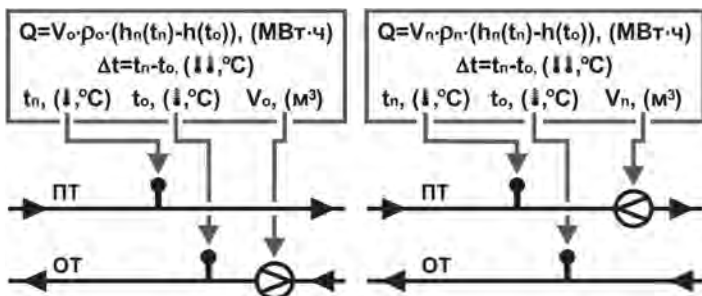 Q=Vₒ·ρₒ·(hₙ(tₙ)-h(tₒ)), (МВт·ч)
Δt=tₙ-tₒ, (🌡🌡,°C)
tₙ, (🌡,°C) tₒ, (🌡,°C) Vₒ, (м³)
ПТ
ОТ
Q=Vₙ·ρₙ·(hₙ(tₙ)-h(tₒ)), (МВт·ч)
Δt=tₙ-tₒ, (🌡🌡,°C)
tₙ, (🌡,°C) tₒ, (🌡,°C) Vₙ, (м³)
ПТ
ОТ